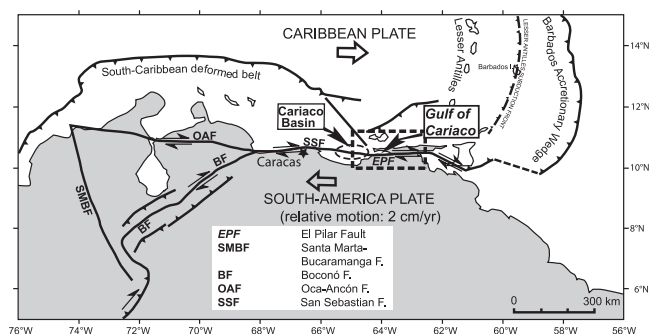 14°N
CARIBBEAN PLATE
South-Caribbean deformed belt
Lesser Antilles
LESSER ANTILLES SUBDUCTION FRONT
Barbados
Barbados Accretionary Wedge
12°N
Cariaco
Basin
Gulf of
Cariaco
OAF
SSF
BF
Caracas
EPF
10°N
SMBF
BF
SOUTH-AMERICA PLATE
(relative motion: 2 cm/yr)
EPF El Pilar Fault
SMBF Santa Marta-
Bucaramanga F.
BF Boconó F.
OAF Oca-Ancón F.
SSF San Sebastian F.
8°N
6°N
0 300 km
76°W 74°W 72°W 70°W 68°W 66°W 64°W 62°W 60°W 58°W 56W